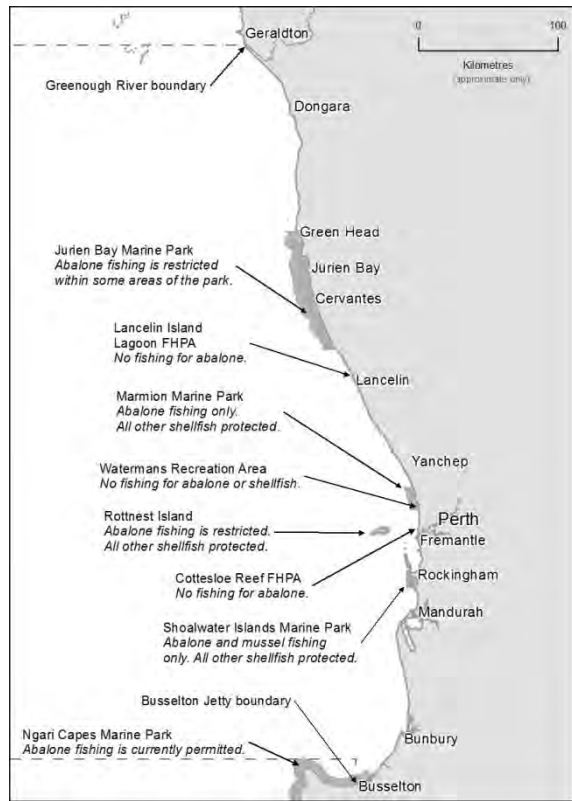 Geraldton
0 100
Kilometres
(approximate only)
Greenough River boundary
Dongara
Green Head
Jurien Bay Marine Park
Abalone fishing is restricted
within some areas of the park.
Jurien Bay
Cervantes
Lancelin Island
Lagoon FHPA
No fishing for abalone.
Lancelin
Marmion Marine Park
Abalone fishing only.
All other shellfish protected.
Yanchep
Watermans Recreation Area
No fishing for abalone or shellfish.
Rottnest Island
Abalone fishing is restricted.
All other shellfish protected.
Perth
Fremantle
Cottesloe Reef FHPA
No fishing for abalone.
Rockingham
Mandurah
Shoalwater Islands Marine Park
Abalone and mussel fishing
only. All other shellfish protected.
Busselton Jetty boundary
Ngari Capes Marine Park
Abalone fishing is currently permitted.
Bunbury
Busselton